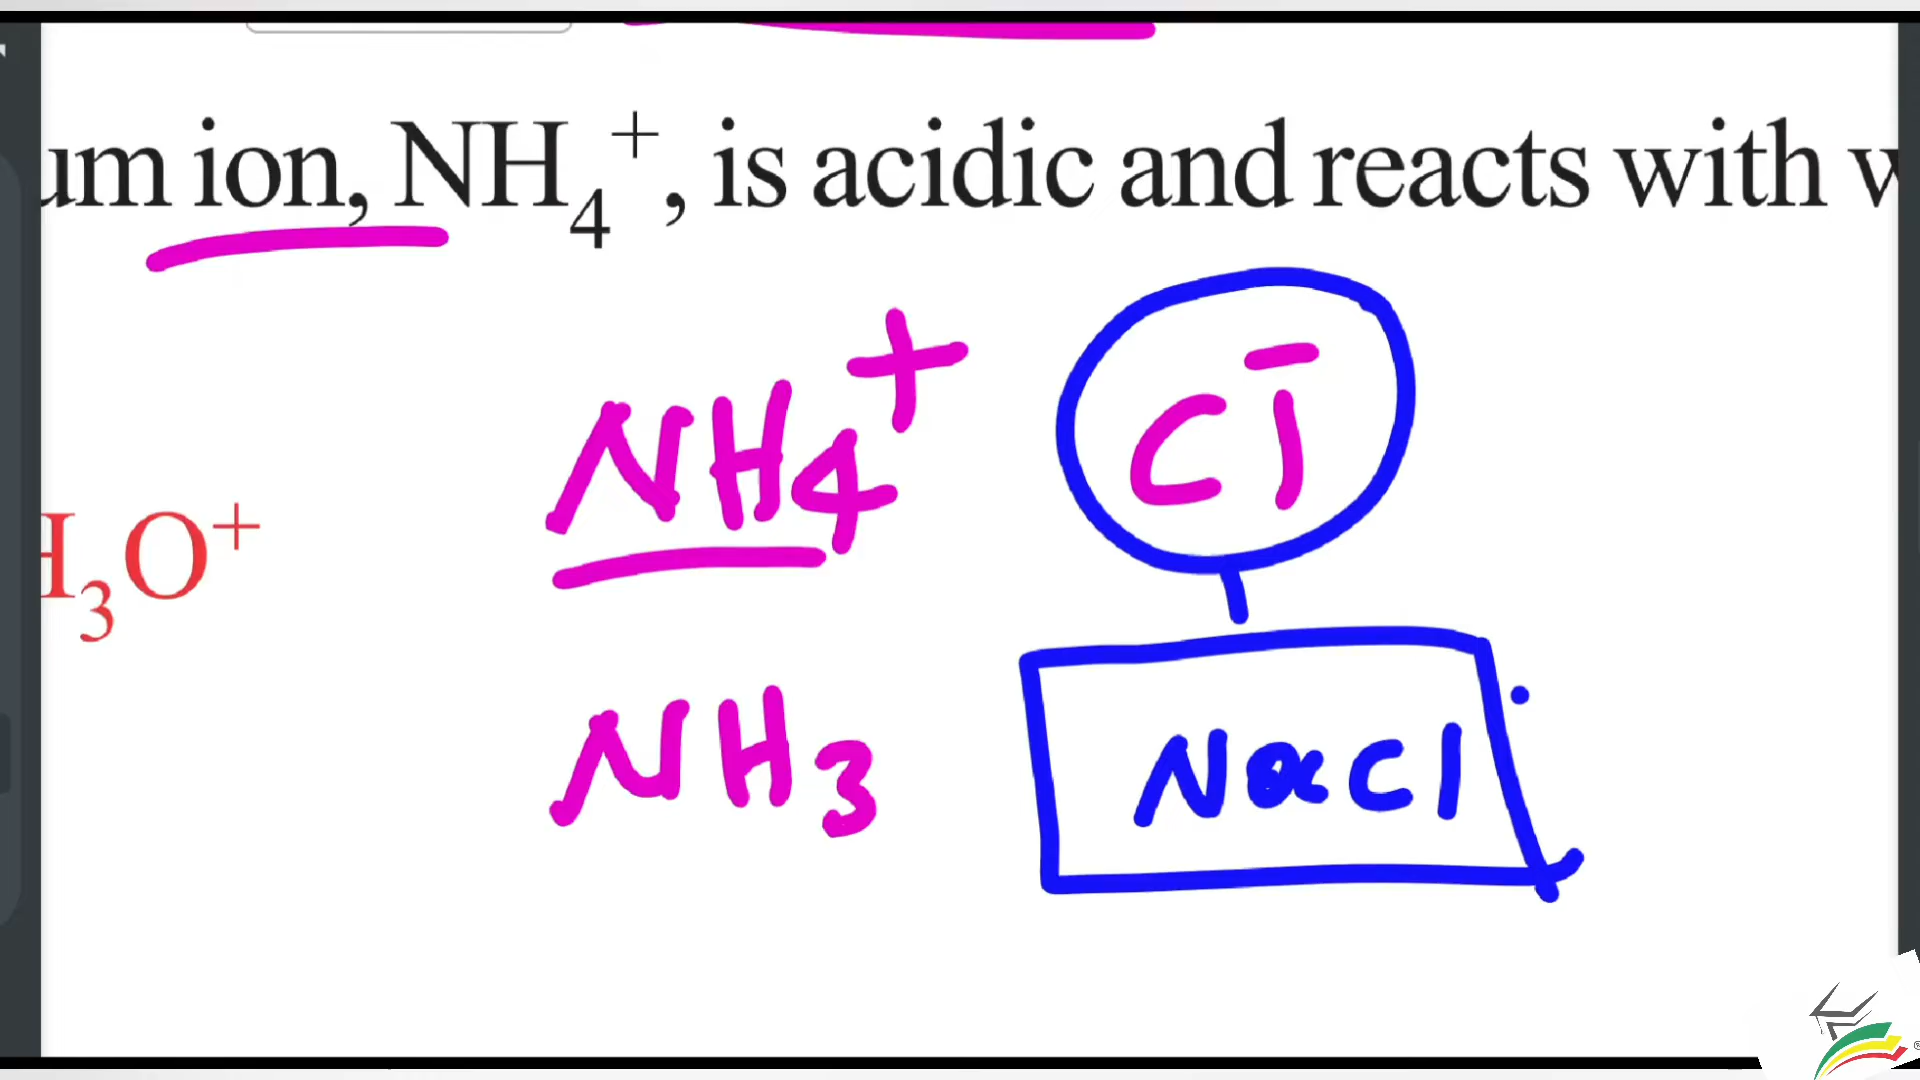 um ion, NH₄⁺, is acidic and reacts with w
NH4⁺ Cl⁻
H₃O⁺
NH3 NaCl